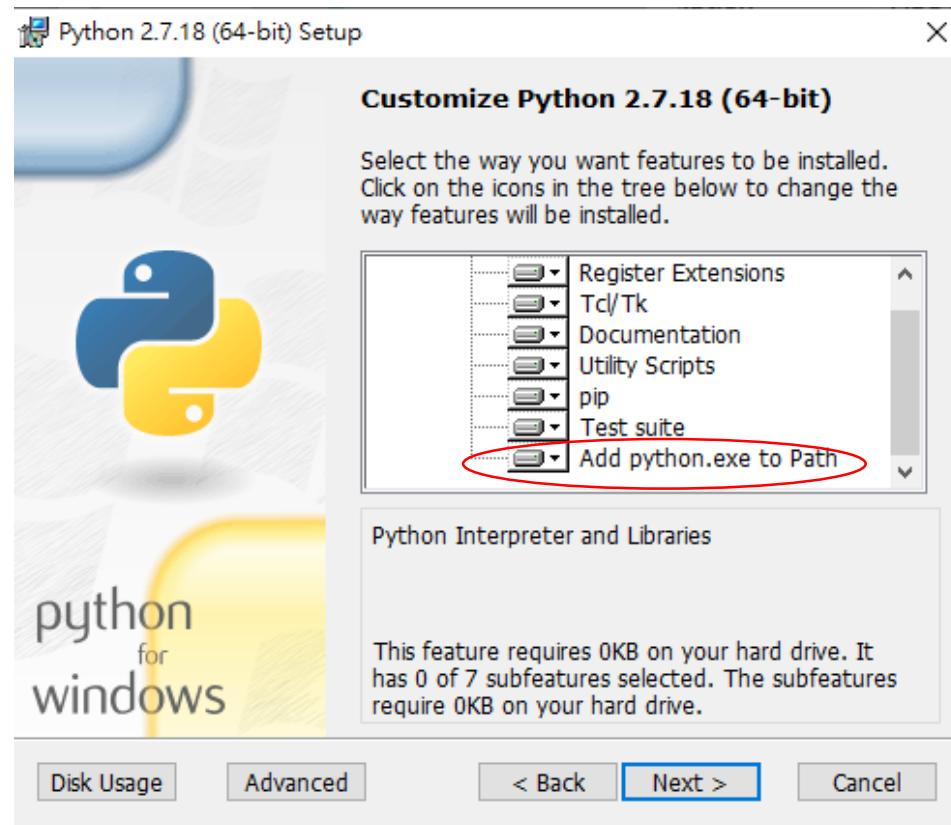 Python 2.7.18 (64-bit) Setup
Customize Python 2.7.18 (64-bit)
Select the way you want features to be installed.
Click on the icons in the tree below to change the
way features will be installed.
Register Extensions
Tcl/Tk
Documentation
Utility Scripts
pip
Test suite
Add python.exe to Path
Python Interpreter and Libraries
This feature requires 0KB on your hard drive. It
has 0 of 7 subfeatures selected. The subfeatures
require 0KB on your hard drive.
python
for
windows
Disk Usage
Advanced
< Back
Next >
Cancel